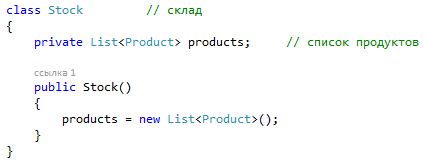 class Stock // склад
{
private List<Product> products; // список продуктов
ссылка 1
public Stock()
{
products = new List<Product>();
}
}